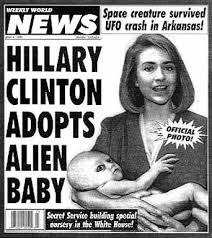 WEEKLY WORLD
NEWS
Space creature survived
UFO crash in Arkansas!
HILLARY
CLINTON
ADOPTS
ALIEN
BABY
OFFICIAL
PHOTO!
Secret Service building special
nursery in the White House!